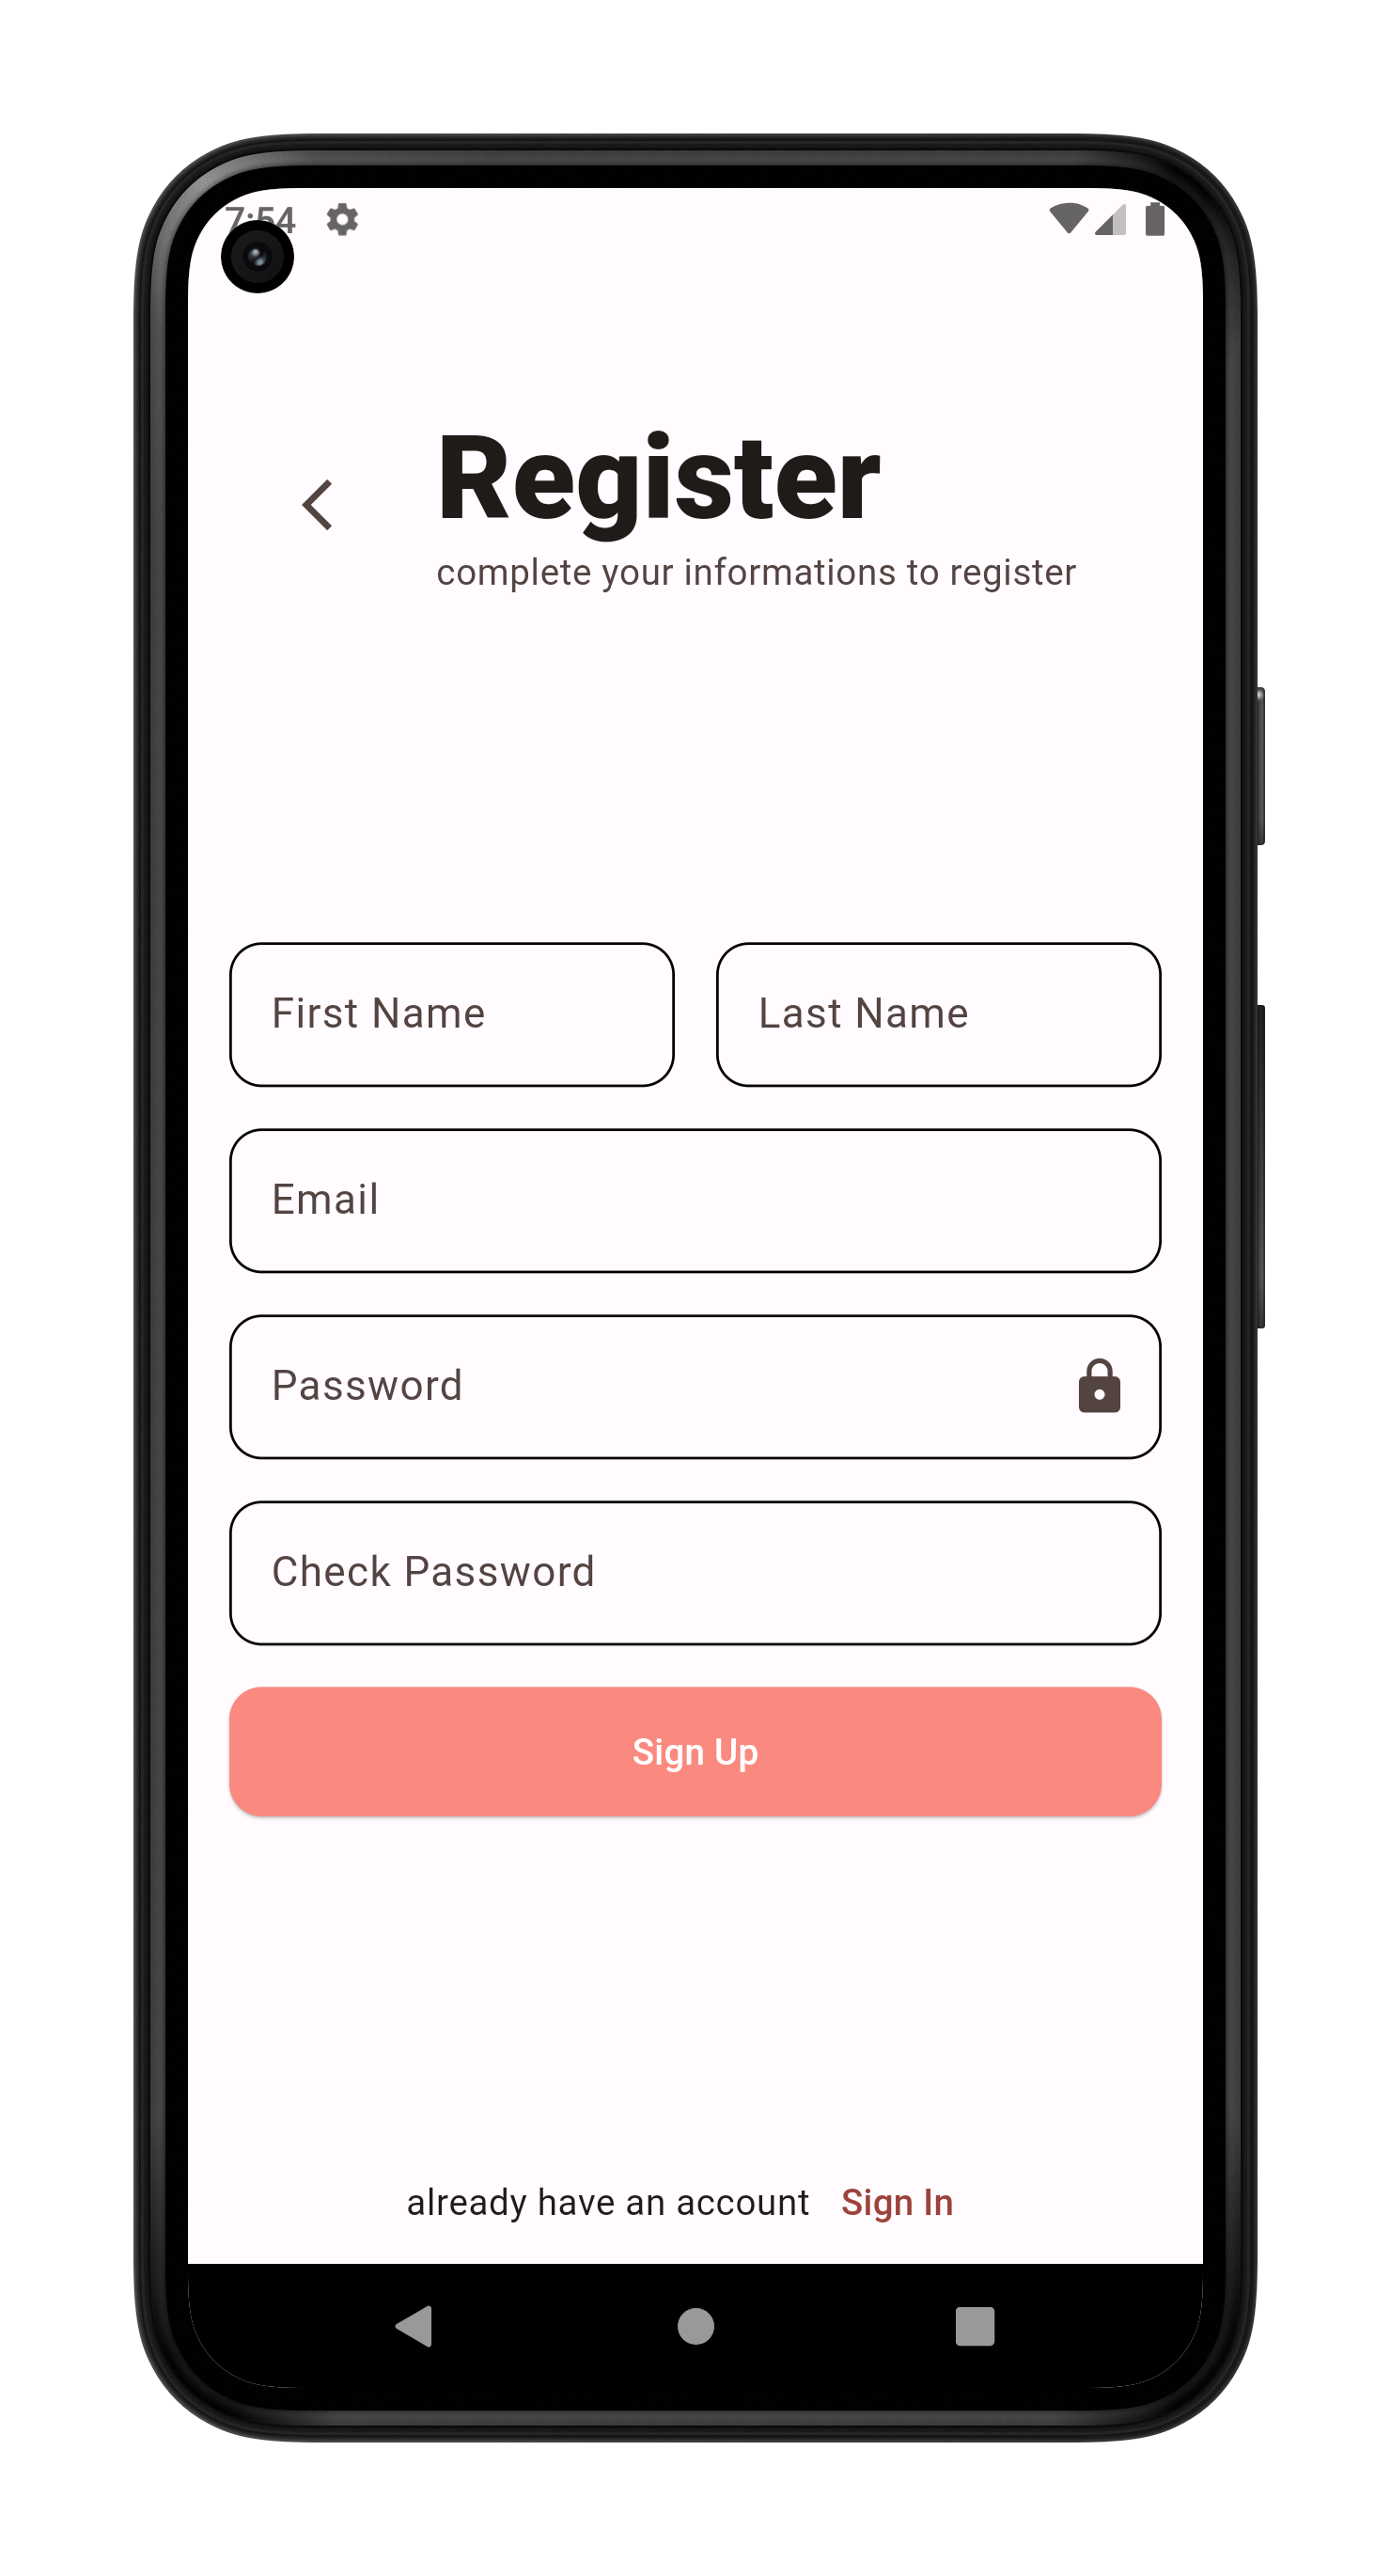 7:54
Register
complete your informations to register
First Name Last Name
Email
Password
Check Password
Sign Up
already have an account Sign In